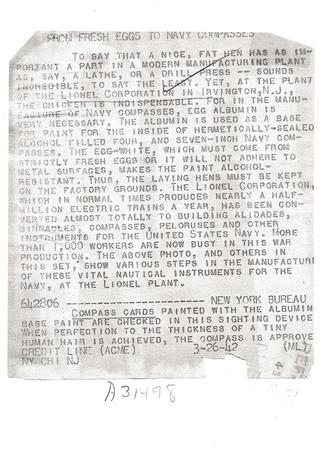 FROM FRESH EGGS TO NAVY COMPASSES
TO SAY THAT A NICE, FAT HEN HAS AS IM-
PORTANT A PART IN A MODERN MANUFACTURING PLANT
AS, SAY, A LATHE, OR A DRILL PRESS -- SOUNDS
INCREDIBLE, TO SAY THE LEAST. YET, AT THE PLANT
OF THE LIONEL CORPORATION IN IRVINGTON, N.J.,
THE CHICKEN IS INDISPENSABLE. FOR IN THE MANU-
FACTURE OF NAVY COMPASSES, EGG ALBUMIN IS
VERY NECESSARY. THE ALBUMIN IS USED AS A BASE
FOR PAINT FOR THE INSIDE OF HERMETICALLY-SEALED
ALCOHOL FILLED FOUR, AND SEVEN-INCH NAVY COM-
PASSES. THE EGG-WHITE, WHICH MUST COME FROM
STRICTLY FRESH EGGS OR IT WILL NOT ADHERE TO
METAL SURFACES, MAKES THE PAINT ALCOHOL-
RESISTANT. THUS, THE LAYING HENS MUST BE KEPT
ON THE FACTORY GROUNDS. THE LIONEL CORPORATION,
WHICH IN NORMAL TIMES PRODUCES NEARLY A HALF-
MILLION ELECTRIC TRAINS A YEAR, HAS BEEN CON-
VERTED ALMOST TOTALLY TO BUILDING ALIDADES,
BINNACLES, COMPASSES, PELORUSES AND OTHER
INSTRUMENTS FOR THE UNITED STATES NAVY. MORE
THAN 1,000 WORKERS ARE NOW BUSY IN THIS WAR
PRODUCTION. THE ABOVE PHOTO, AND OTHERS IN
THIS SET, SHOW VARIOUS STEPS IN THE MANUFACTURE
OF THESE VITAL NAUTICAL INSTRUMENTS FOR THE
NAVY, AT THE LIONEL PLANT.
642806 -------------------- NEW YORK BUREAU
COMPASS CARDS PAINTED WITH THE ALBUMIN
BASE PAINT ARE CHECKED IN THIS SIGHTING DEVICE
WHEN PERFECTION TO THE THICKNESS OF A TINY
HUMAN HAIR IS ACHIEVED, THE COMPASS IS APPROVE
CREDIT LINE (ACME) 3-26-42 (ML)
NY CHI NJ
A31498